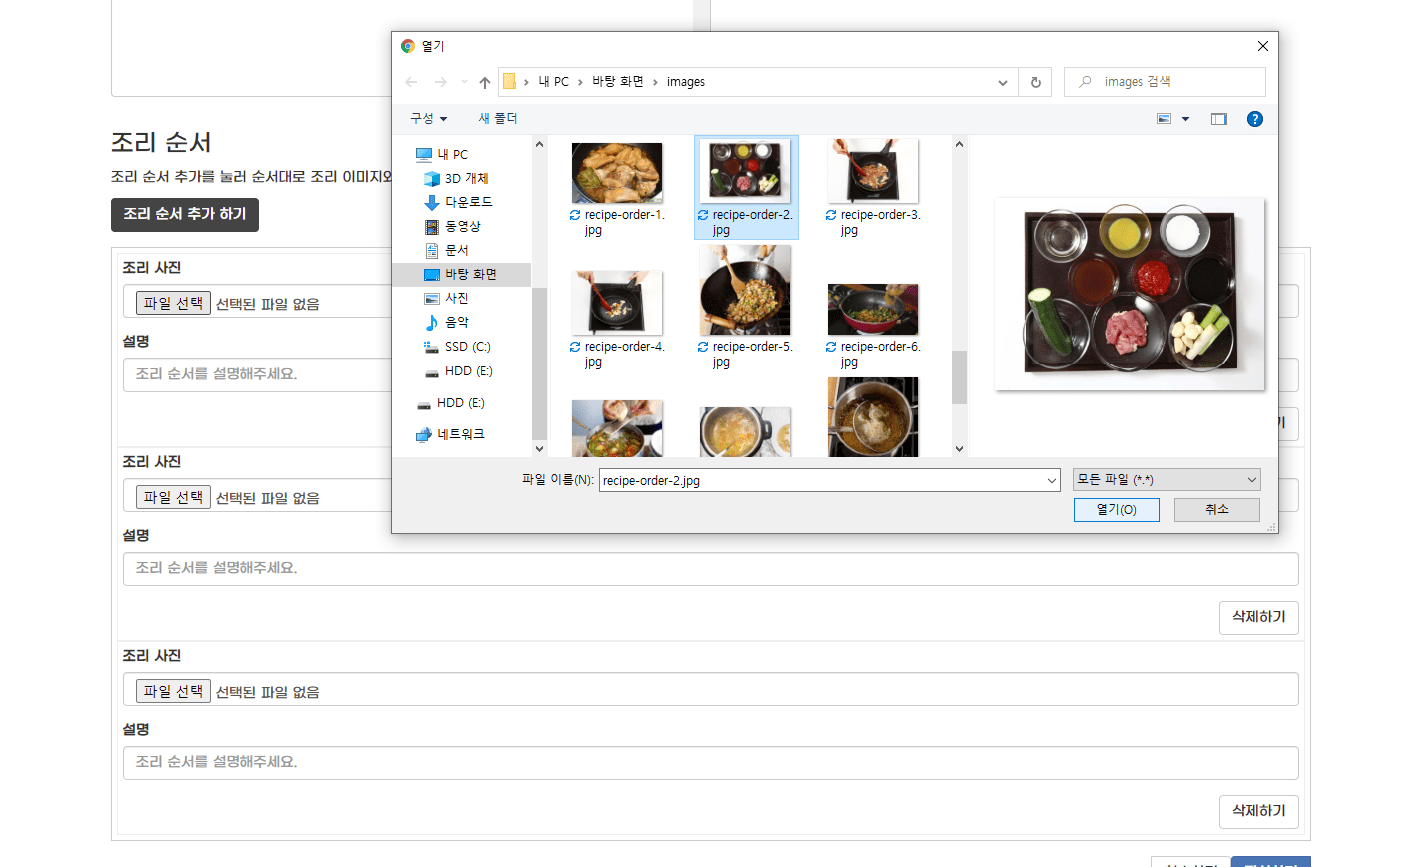 열기
내 PC > 바탕 화면 > images
images 검색
구성
새 폴더
내 PC
3D 개체
다운로드
동영상
문서
바탕 화면
사진
음악
SSD (C:)
HDD (E:)
HDD (E:)
네트워크
recipe-order-1.
jpg
recipe-order-2.
jpg
recipe-order-3.
jpg
recipe-order-4.
jpg
recipe-order-5.
jpg
recipe-order-6.
jpg
파일 이름(N):
recipe-order-2.jpg
모든 파일 (*.*)
열기(O)
취소
조리 순서
조리 순서 추가를 눌러 순서대로 조리 이미지와
조리 순서 추가 하기
조리 사진
파일 선택 선택된 파일 없음
설명
조리 순서를 설명해주세요.
조리 사진
파일 선택 선택된 파일 없음
설명
조리 순서를 설명해주세요.
삭제하기
조리 사진
파일 선택 선택된 파일 없음
설명
조리 순서를 설명해주세요.
삭제하기